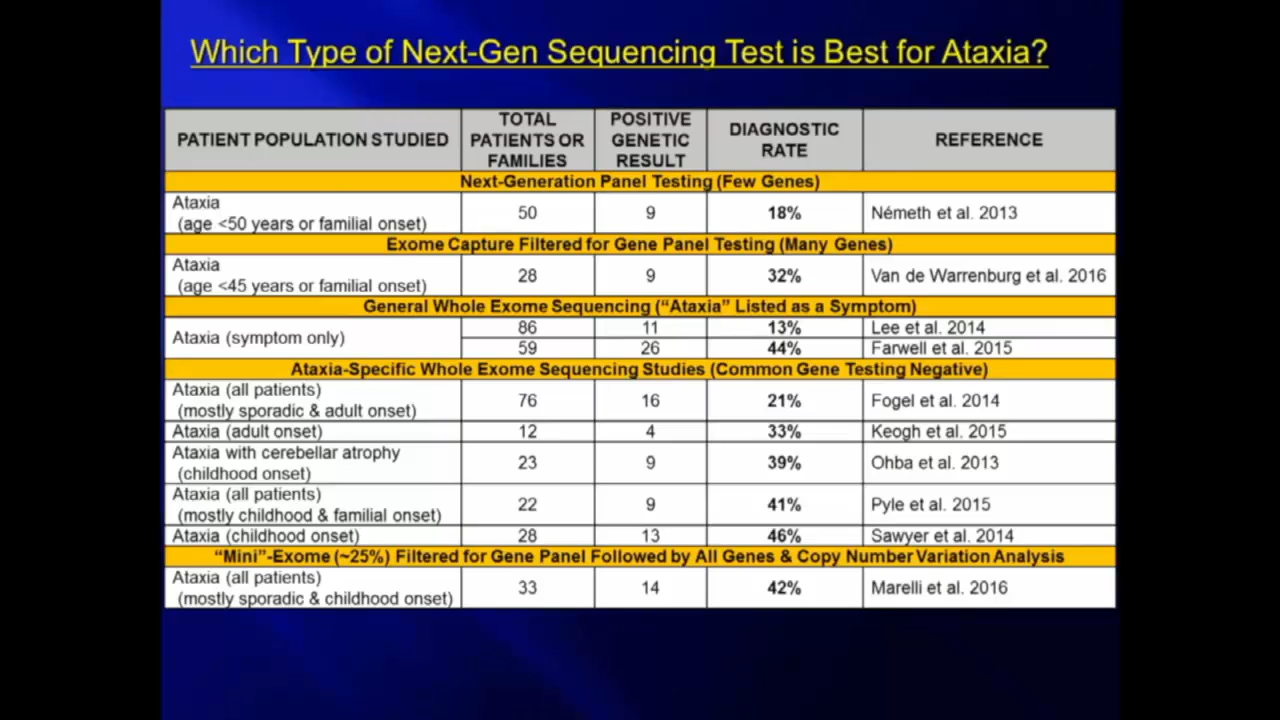 Which Type of Next-Gen Sequencing Test is Best for Ataxia?
PATIENT POPULATION STUDIED TOTAL PATIENTS OR FAMILIES POSITIVE GENETIC RESULT DIAGNOSTIC RATE REFERENCE
Next-Generation Panel Testing (Few Genes)
Ataxia
(age <50 years or familial onset) 50 9 18% Németh et al. 2013
Exome Capture Filtered for Gene Panel Testing (Many Genes)
Ataxia
(age <45 years or familial onset) 28 9 32% Van de Warrenburg et al. 2016
General Whole Exome Sequencing (“Ataxia” Listed as a Symptom)
Ataxia (symptom only) 86 11 13% Lee et al. 2014
59 26 44% Farwell et al. 2015
Ataxia-Specific Whole Exome Sequencing Studies (Common Gene Testing Negative)
Ataxia (all patients)
(mostly sporadic & adult onset) 76 16 21% Fogel et al. 2014
Ataxia (adult onset) 12 4 33% Keogh et al. 2015
Ataxia with cerebellar atrophy
(childhood onset) 23 9 39% Ohba et al. 2013
Ataxia (all patients)
(mostly childhood & familial onset) 22 9 41% Pyle et al. 2015
Ataxia (childhood onset) 28 13 46% Sawyer et al. 2014
“Mini”-Exome (~25%) Filtered for Gene Panel Followed by All Genes & Copy Number Variation Analysis
Ataxia (all patients)
(mostly sporadic & childhood onset) 33 14 42% Marelli et al. 2016